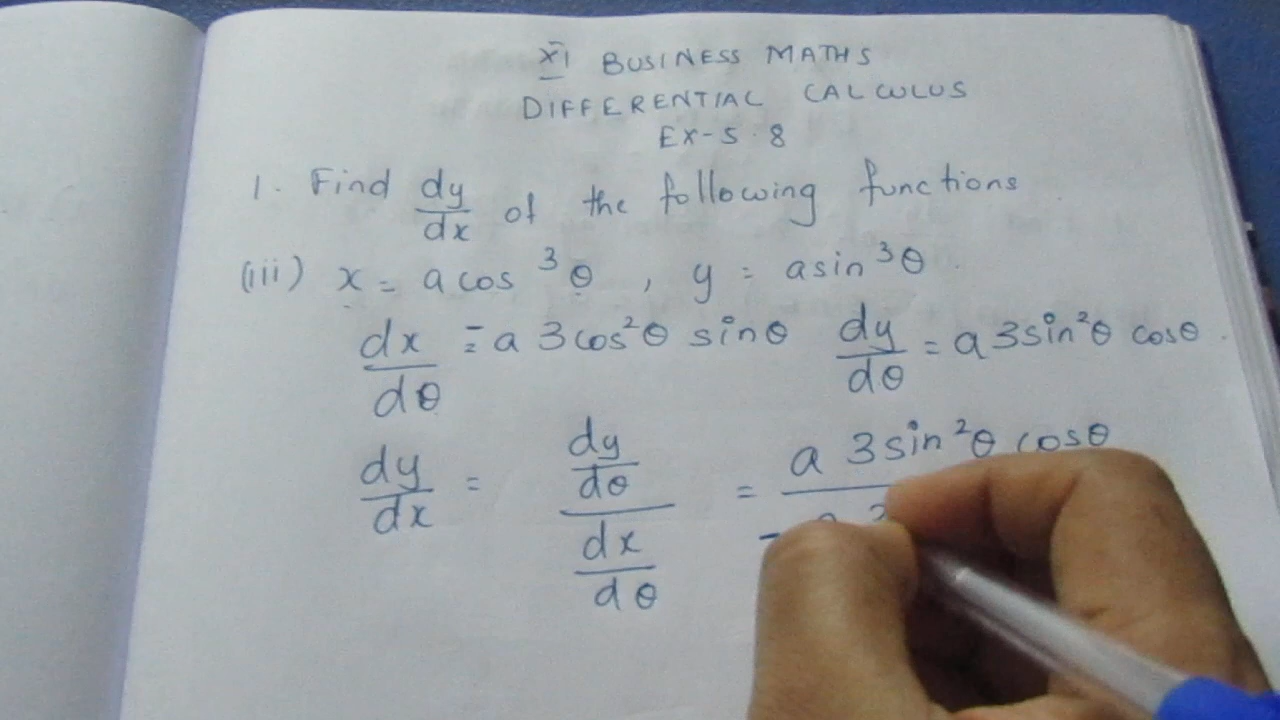 XI BUSINESS MATHS
DIFFERENTIAL CALCULUS
EX-5.8
1. Find dy/dx of the following functions
(iii) x = a cos³θ, y = asin³θ.
dx/dθ = - a 3cos²θ sinθ dy/dθ = a 3sin²θ cosθ.
dy/dx = (dy/dθ)/(dx/dθ) = a 3sin²θ cosθ / -